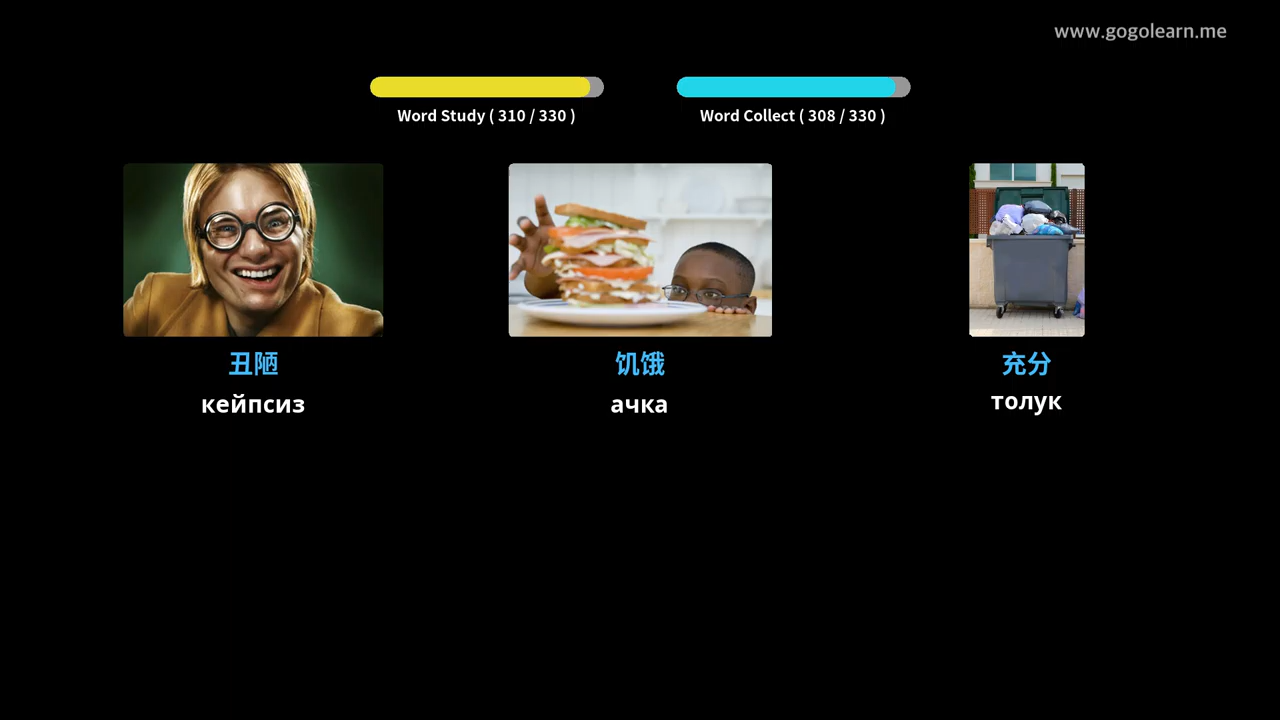 www.gogolearn.me
Word Study ( 310 / 330 )
Word Collect ( 308 / 330 )
丑陋
饥饿
充分
кейпсиз
ачка
толук